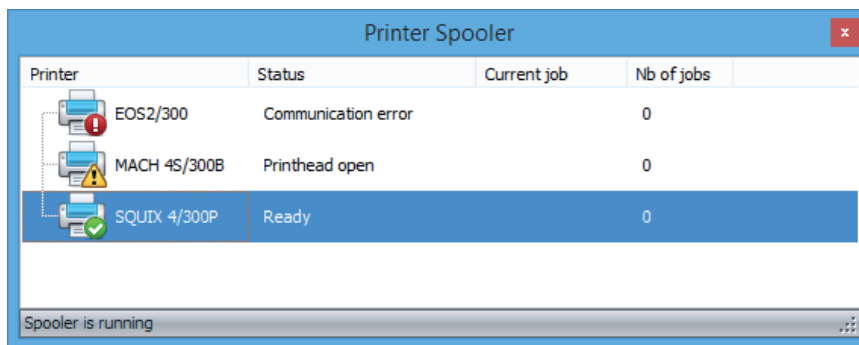 Printer Spooler
x
Printer Status Current job Nb of jobs
EOS2/300 Communication error 0
MACH 4S/300B Printhead open 0
SQUIX 4/300P Ready 0
Spooler is running